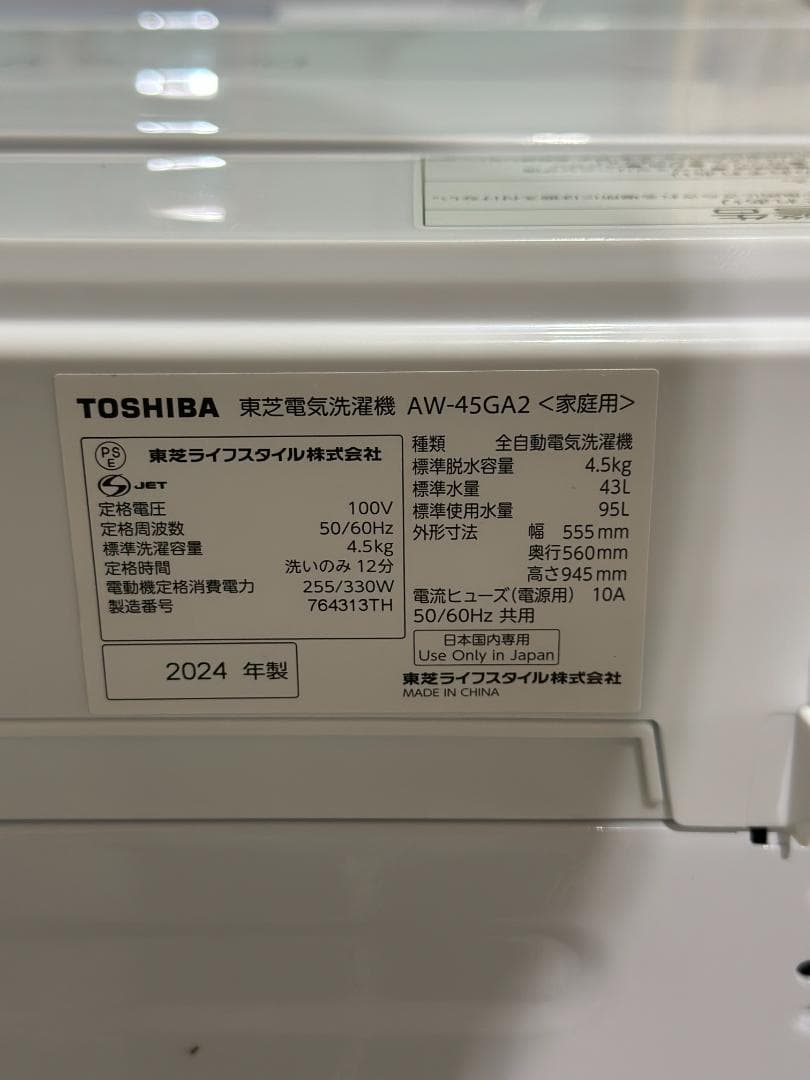 TOSHIBA 東芝電気洗濯機 AW-45GA2 <家庭用>
PSE 東芝ライフスタイル株式会社
S JET
定格電圧 100V
定格周波数 50/60Hz
標準洗濯容量 4.5kg
定格時間 洗いのみ 12分
電動機定格消費電力 255/330W
製造番号 764313TH
2024 年製
種類 全自動電気洗濯機
標準脱水容量 4.5kg
標準水量 43L
標準使用水量 95L
外形寸法 幅 555mm
奥行560mm
高さ945mm
電流ヒューズ(電源用) 10A
50/60Hz 共用
日本国内専用
Use Only in Japan
東芝ライフスタイル株式会社
MADE IN CHINA